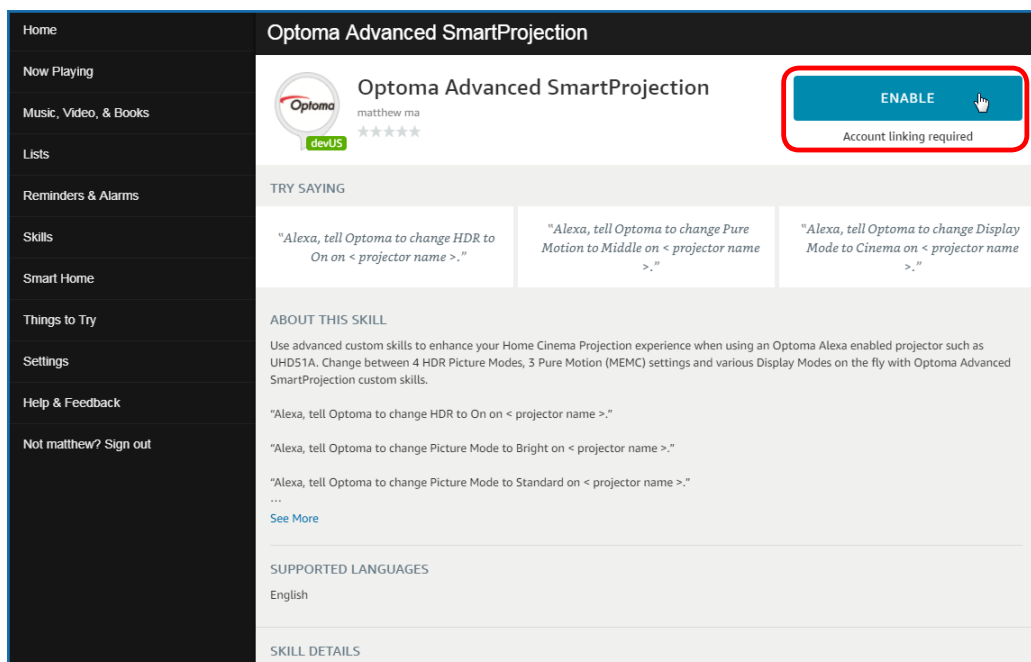 Home
Now Playing
Music, Video, & Books
Lists
Reminders & Alarms
Skills
Smart Home
Things to Try
Settings
Help & Feedback
Not matthew? Sign out
Optoma Advanced SmartProjection
Optoma
devUS
Optoma Advanced SmartProjection
matthew ma
ENABLE
Account linking required
TRY SAYING
"Alexa, tell Optoma to change HDR to
On on < projector name >."
"Alexa, tell Optoma to change Pure
Motion to Middle on < projector name
>."
"Alexa, tell Optoma to change Display
Mode to Cinema on < projector name
>."
ABOUT THIS SKILL
Use advanced custom skills to enhance your Home Cinema Projection experience when using an Optoma Alexa enabled projector such as
UHD51A. Change between 4 HDR Picture Modes, 3 Pure Motion (MEMC) settings and various Display Modes on the fly with Optoma Advanced
SmartProjection custom skills.
“Alexa, tell Optoma to change HDR to On on < projector name >.”
“Alexa, tell Optoma to change Picture Mode to Bright on < projector name >.”
“Alexa, tell Optoma to change Picture Mode to Standard on < projector name >.”
...
See More
SUPPORTED LANGUAGES
English
SKILL DETAILS